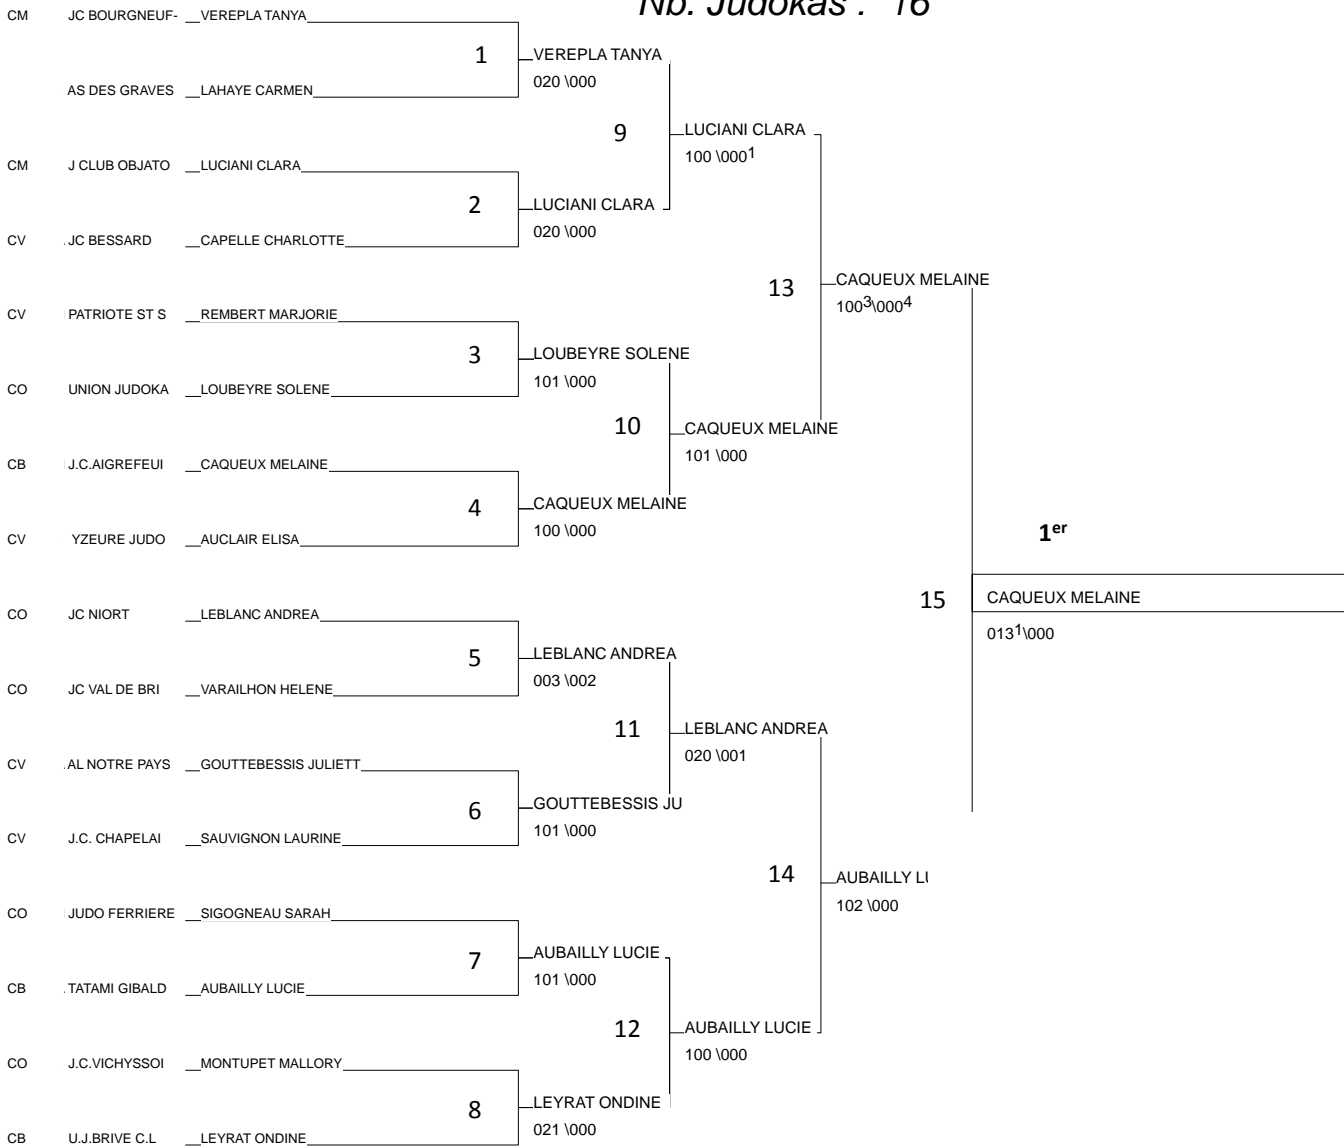 Nb. Judokas : 16
CM JC BOURGNEUF- VEREPLA TANYA
1 VEREPLA TANYA
020 \000
AS DES GRAVES LAHAYE CARMEN
9 LUCIANI CLARA
100 \000¹
CM J CLUB OBJATO LUCIANI CLARA
2 LUCIANI CLARA
020 \000
CV JC BESSARD CAPELLE CHARLOTTE
13 CAQUEUX MELAINE
100³\000⁴
CV PATRIOTE ST S REMBERT MARJORIE
3 LOUBEYRE SOLENE
101 \000
CO UNION JUDOKA LOUBEYRE SOLENE
10 CAQUEUX MELAINE
101 \000
CB J.C.AIGREFEUI CAQUEUX MELAINE
4 CAQUEUX MELAINE
100 \000
CV YZEURE JUDO AUCLAIR ELISA
1er
15 CAQUEUX MELAINE
013¹\000
CO JC NIORT LEBLANC ANDREA
5 LEBLANC ANDREA
003 \002
CO JC VAL DE BRI VARAILHON HELENE
11 LEBLANC ANDREA
020 \001
CV AL NOTRE PAYS GOUTTEBESSIS JULIETT
6 GOUTTEBESSIS JU
101 \000
CV J.C. CHAPELAI SAUVIGNON LAURINE
14 AUBAILLY LU
102 \000
CO JUDO FERRIERE SIGOGNEAU SARAH
7 AUBAILLY LUCIE
101 \000
CB TATAMI GIBALD AUBAILLY LUCIE
12 AUBAILLY LUCIE
100 \000
CO J.C.VICHYSSOI MONTUPET MALLORY
8 LEYRAT ONDINE
021 \000
CB U.J.BRIVE C.L LEYRAT ONDINE